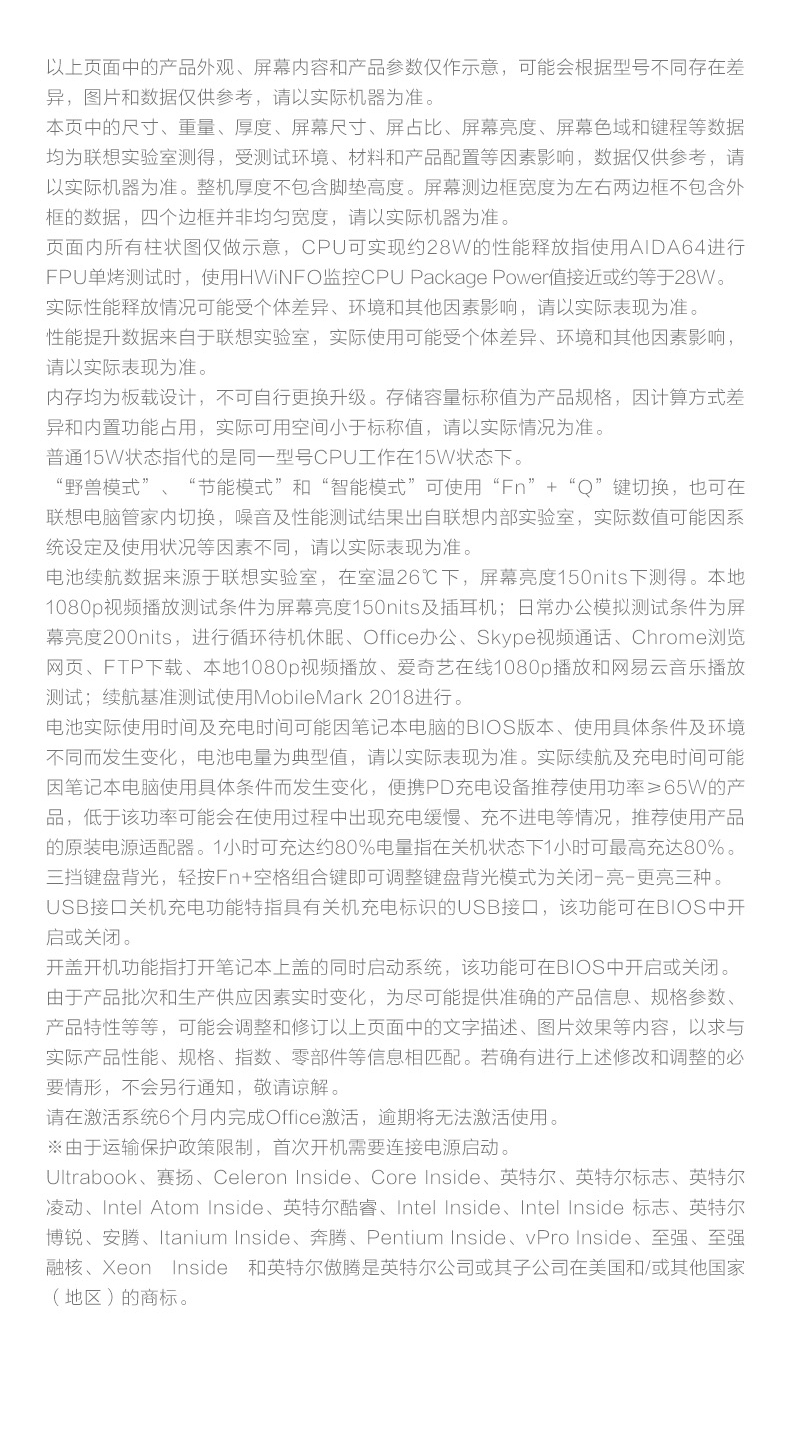 以上页面中的产品外观、屏幕内容和产品参数仅作示意，可能会根据型号不同存在差
异，图片和数据仅供参考，请以实际机器为准。
本页中的尺寸、重量、厚度、屏幕尺寸、屏占比、屏幕亮度、屏幕色域和键程等数据
均为联想实验室测得，受测试环境、材料和产品配置等因素影响，数据仅供参考，请
以实际机器为准。整机厚度不包含脚垫高度。屏幕测边框宽度为左右两边框不包含外
框的数据，四个边框并非均匀宽度，请以实际机器为准。
页面内所有柱状图仅做示意，CPU可实现约28W的性能释放指使用AIDA64进行
FPU单烤测试时，使用HWiNFO监控CPU Package Power值接近或约等于28W。
实际性能释放情况可能受个体差异、环境和其他因素影响，请以实际表现为准。
性能提升数据来自于联想实验室，实际使用可能受个体差异、环境和其他因素影响，
请以实际表现为准。
内存均为板载设计，不可自行更换升级。存储容量标称值为产品规格，因计算方式差
异和内置功能占用，实际可用空间小于标称值，请以实际情况为准。
普通15W状态指代的是同一型号CPU工作在15W状态下。
“野兽模式”、“节能模式”和“智能模式”可使用“Fn”+“Q”键切换，也可在
联想电脑管家内切换，噪音及性能测试结果出自联想内部实验室，实际数值可能因系
统设定及使用状况等因素不同，请以实际表现为准。
电池续航数据来源于联想实验室，在室温26℃下，屏幕亮度150nits下测得。本地
1080p视频播放测试条件为屏幕亮度150nits及插耳机；日常办公模拟测试条件为屏
幕亮度200nits，进行循环待机休眠、Office办公、Skype视频通话、Chrome浏览
网页、FTP下载、本地1080p视频播放、爱奇艺在线1080p播放和网易云音乐播放
测试；续航基准测试使用MobileMark 2018进行。
电池实际使用时间及充电时间可能因笔记本电脑的BIOS版本、使用具体条件及环境
不同而发生变化，电池电量为典型值，请以实际表现为准。实际续航及充电时间可能
因笔记本电脑使用具体条件而发生变化，便携PD充电设备推荐使用功率≥65W的产
品，低于该功率可能会在使用过程中出现充电缓慢、充不进电等情况，推荐使用产品
的原装电源适配器。1小时可充达约80%电量指在关机状态下1小时可最高充达80%。
三挡键盘背光，轻按Fn+空格组合键即可调整键盘背光模式为关闭-亮-更亮三种。
USB接口关机充电功能特指具有关机充电标识的USB接口，该功能可在BIOS中开
启或关闭。
开盖开机功能指打开笔记本上盖的同时启动系统，该功能可在BIOS中开启或关闭。
由于产品批次和生产供应因素实时变化，为尽可能提供准确的产品信息、规格参数、
产品特性等等，可能会调整和修订以上页面中的文字描述、图片效果等内容，以求与
实际产品性能、规格、指数、零部件等信息相匹配。若确有进行上述修改和调整的必
要情形，不会另行通知，敬请谅解。
请在激活系统6个月内完成Office激活，逾期将无法激活使用。
※由于运输保护政策限制，首次开机需要连接电源启动。
Ultrabook、赛扬、Celeron Inside、Core Inside、英特尔、英特尔标志、英特尔
凌动、Intel Atom Inside、英特尔酷睿、Intel Inside、Intel Inside 标志、英特尔
博锐、安腾、Itanium Inside、奔腾、Pentium Inside、vPro Inside、至强、至强
融核、Xeon Inside 和英特尔傲腾是英特尔公司或其子公司在美国和/或其他国家
（地区）的商标。